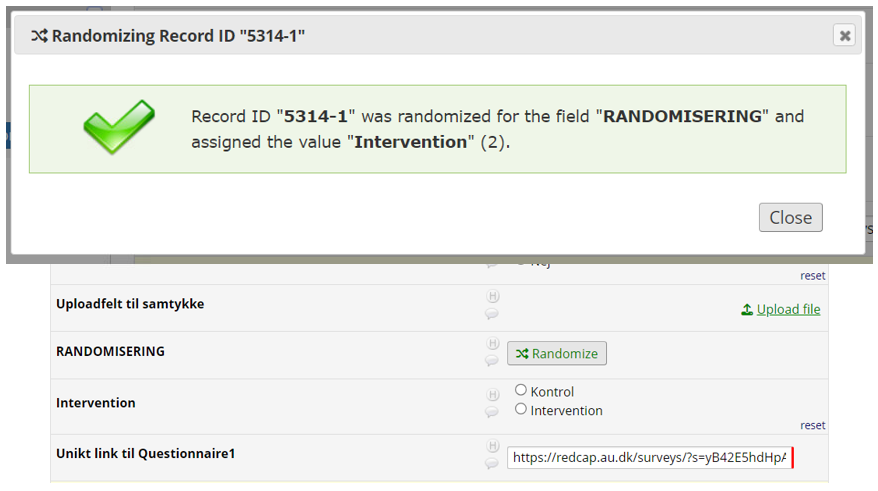 Randomizing Record ID "5314-1"
Record ID "5314-1" was randomized for the field "RANDOMISERING" and
assigned the value "Intervention" (2).
Close
reset
Uploadfelt til samtykke
H
Upload file
RANDOMISERING
H
Randomize
Intervention
H
Kontrol
Intervention
reset
Unikt link til Questionnaire1
H
https://redcap.au.dk/surveys/?s=yB42E5hdHpA